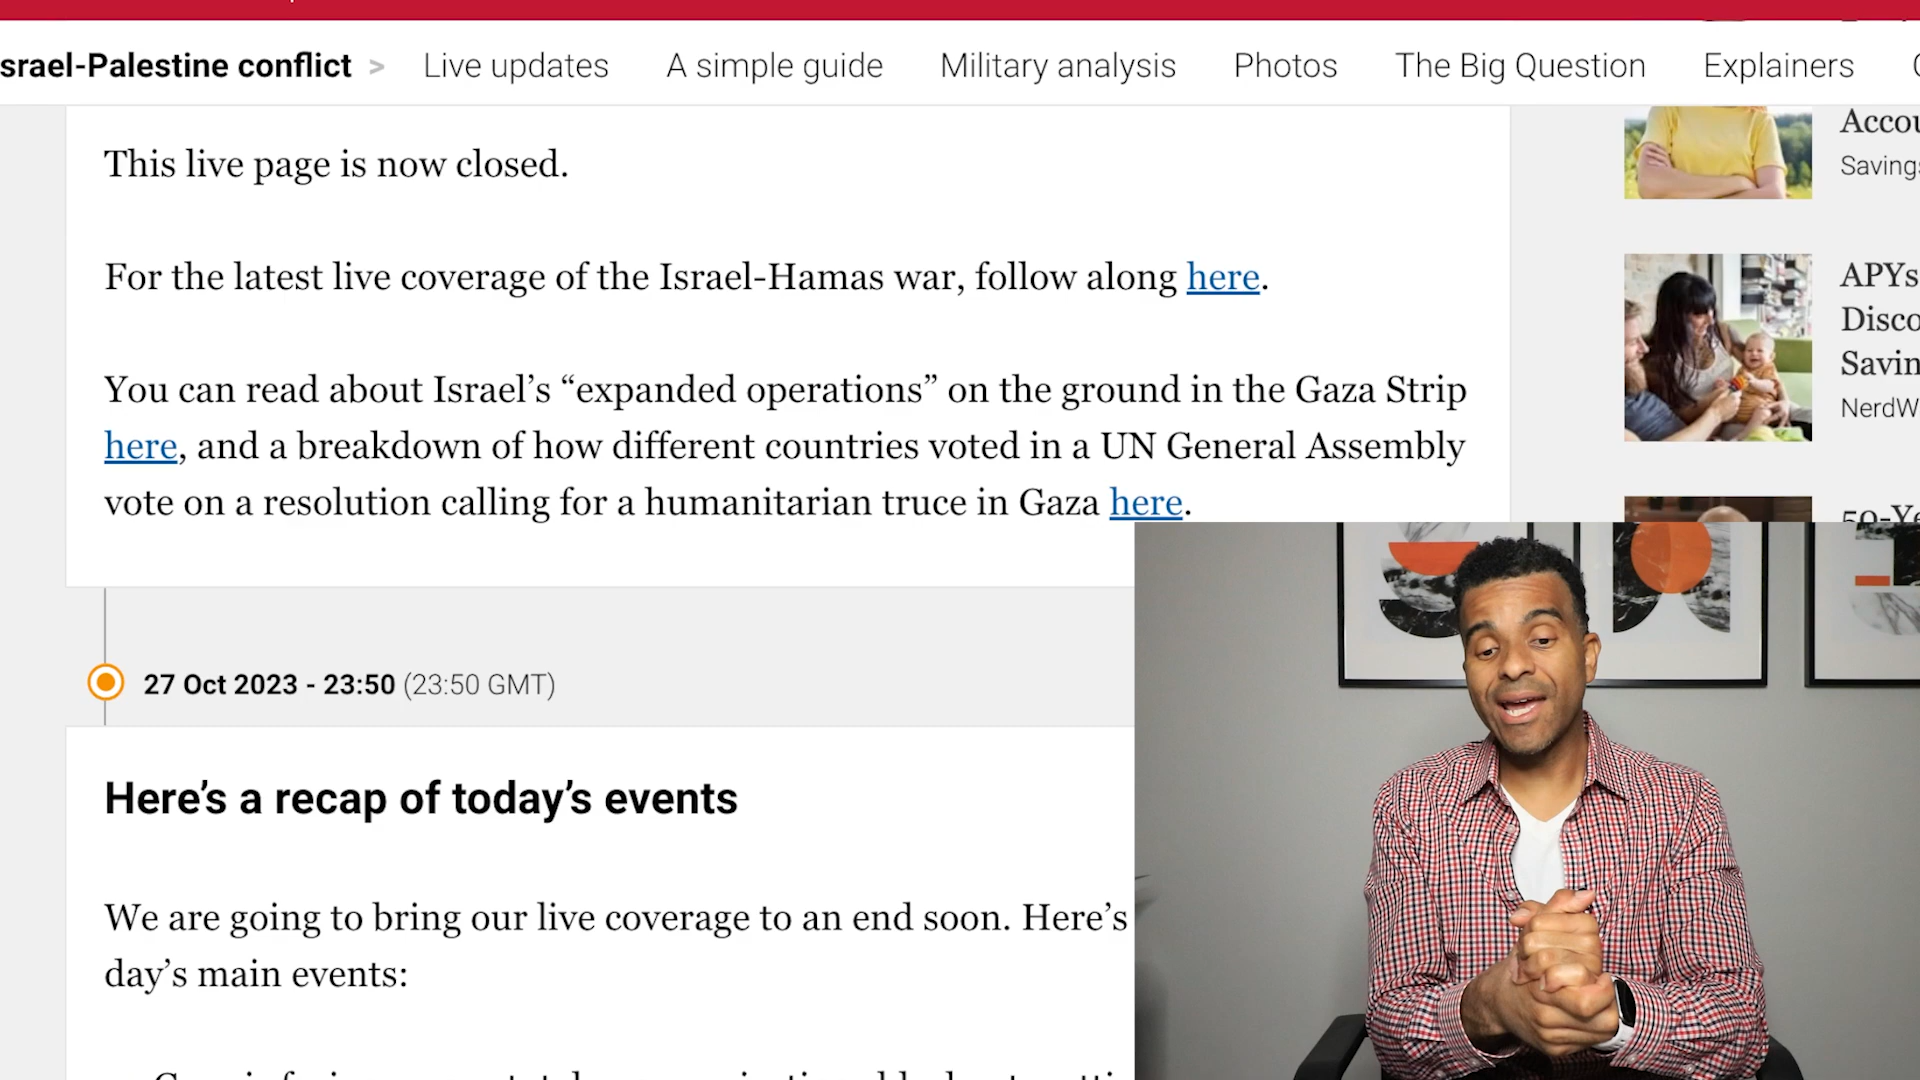 srael-Palestine conflict > Live updates A simple guide Military analysis Photos The Big Question Explainers
This live page is now closed.
For the latest live coverage of the Israel-Hamas war, follow along here.
You can read about Israel’s “expanded operations” on the ground in the Gaza Strip
here, and a breakdown of how different countries voted in a UN General Assembly
vote on a resolution calling for a humanitarian truce in Gaza here.
27 Oct 2023 - 23:50 (23:50 GMT)
Here’s a recap of today’s events
We are going to bring our live coverage to an end soon. Here’s
day’s main events:
Accou
Savings
APYs
Disco
Savin
NerdW
50-Ye